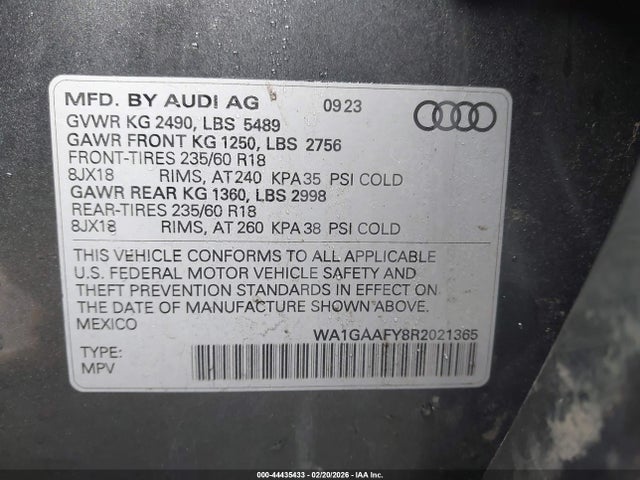 MFD. BY AUDI AG 09 23
GVWR KG 2490, LBS 5489
GAWR FRONT KG 1250, LBS 2756
FRONT-TIRES 235/60 R18
8JX18 RIMS, AT 240 KPA 35 PSI COLD
GAWR REAR KG 1360, LBS 2998
REAR-TIRES 235/60 R18
8JX18 RIMS, AT 260 KPA 38 PSI COLD
THIS VEHICLE CONFORMS TO ALL APPLICABLE
U.S. FEDERAL MOTOR VEHICLE SAFETY AND
THEFT PREVENTION STANDARDS IN EFFECT ON
THE DATE OF MANUFACTURE SHOWN ABOVE.
MEXICO WA1GAAFY8R2021365
TYPE:
MPV
000-44435433 - 02/20/2026 - IAA Inc.